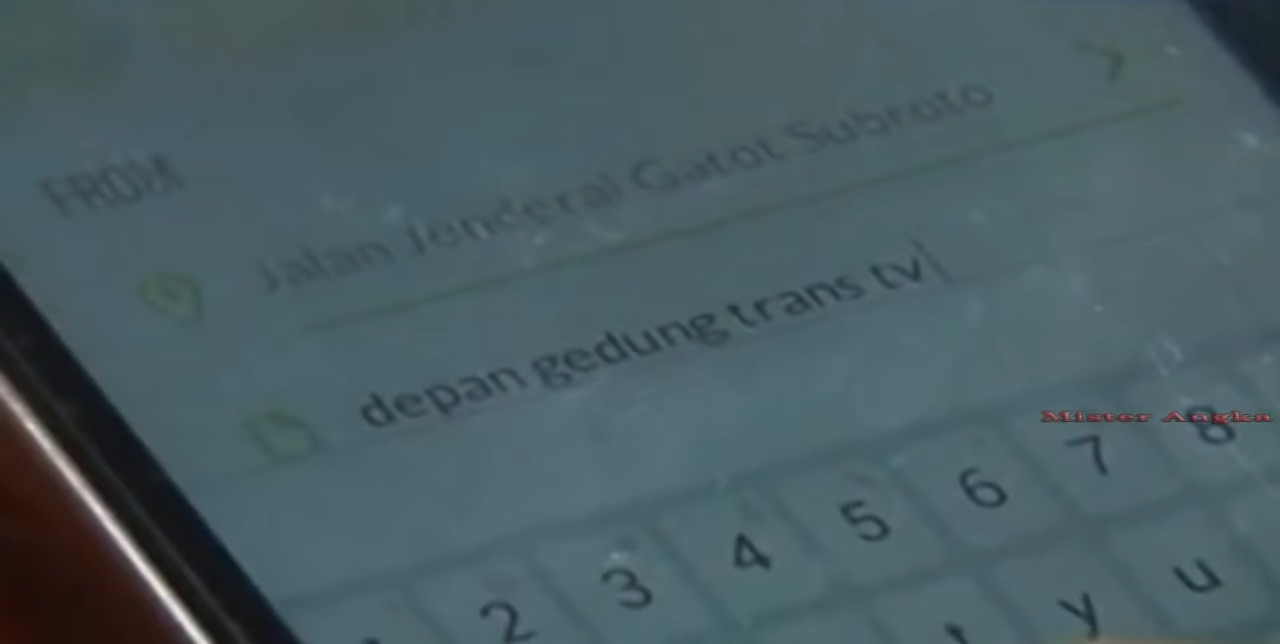 FROM
Jalan Jenderal Gatot Subroto
depan gedung trans tv
Mister Angka
2 3 4 5 6 7 8
t y u